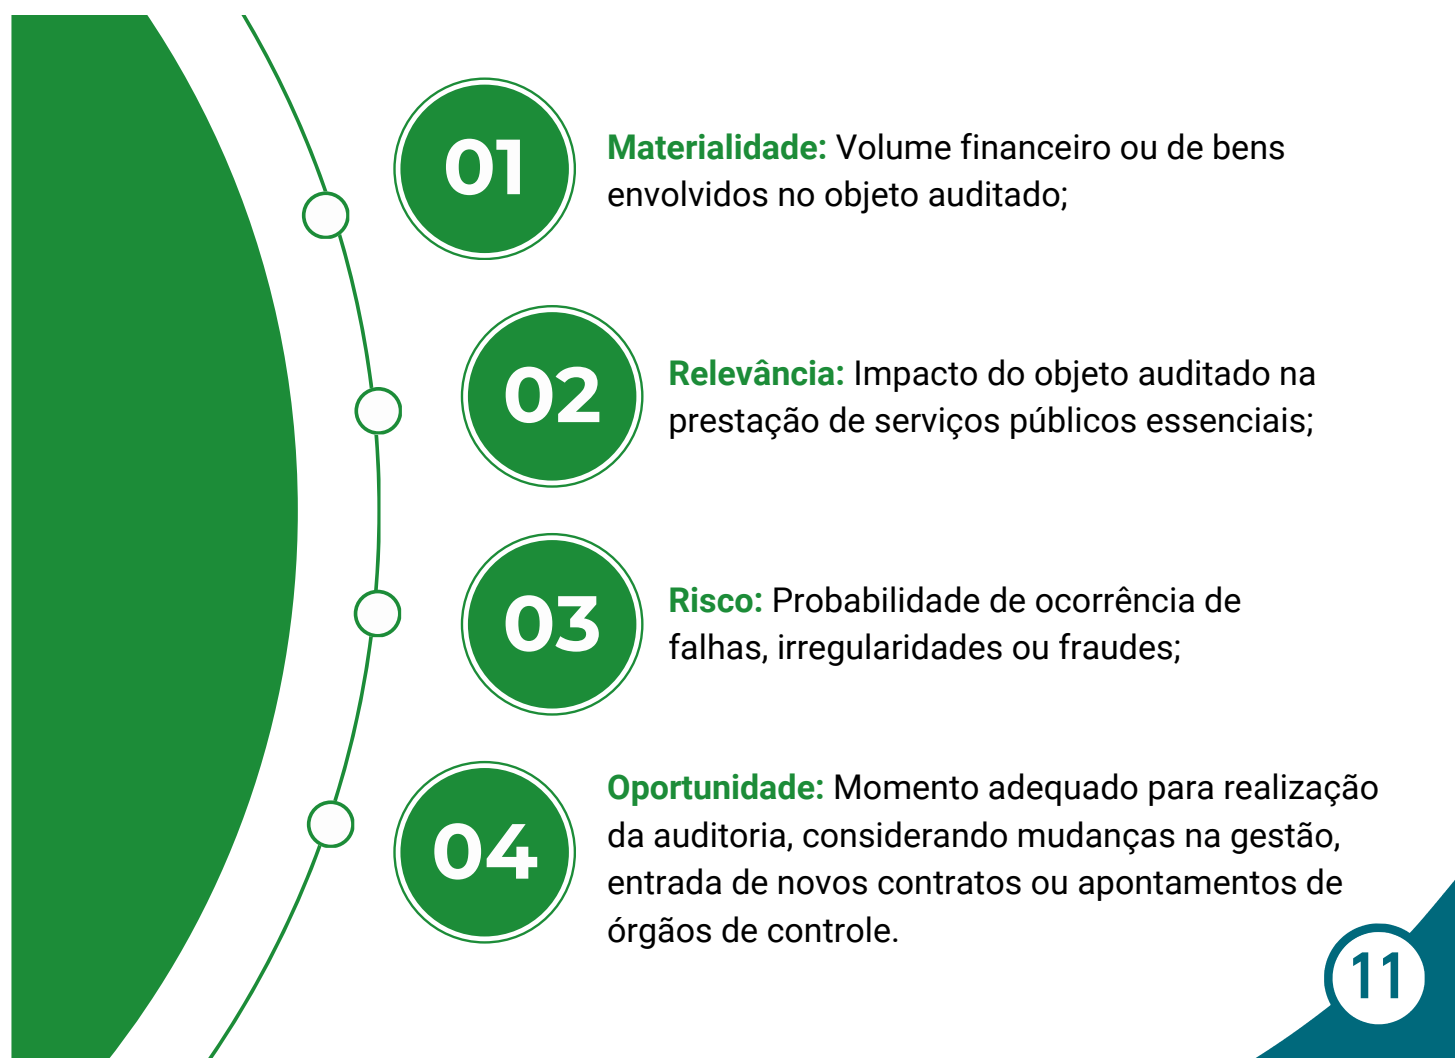 01
Materialidade: Volume financeiro ou de bens
envolvidos no objeto auditado;
02
Relevância: Impacto do objeto auditado na
prestação de serviços públicos essenciais;
03
Risco: Probabilidade de ocorrência de
falhas, irregularidades ou fraudes;
04
Oportunidade: Momento adequado para realização
da auditoria, considerando mudanças na gestão,
entrada de novos contratos ou apontamentos de
órgãos de controle.
11